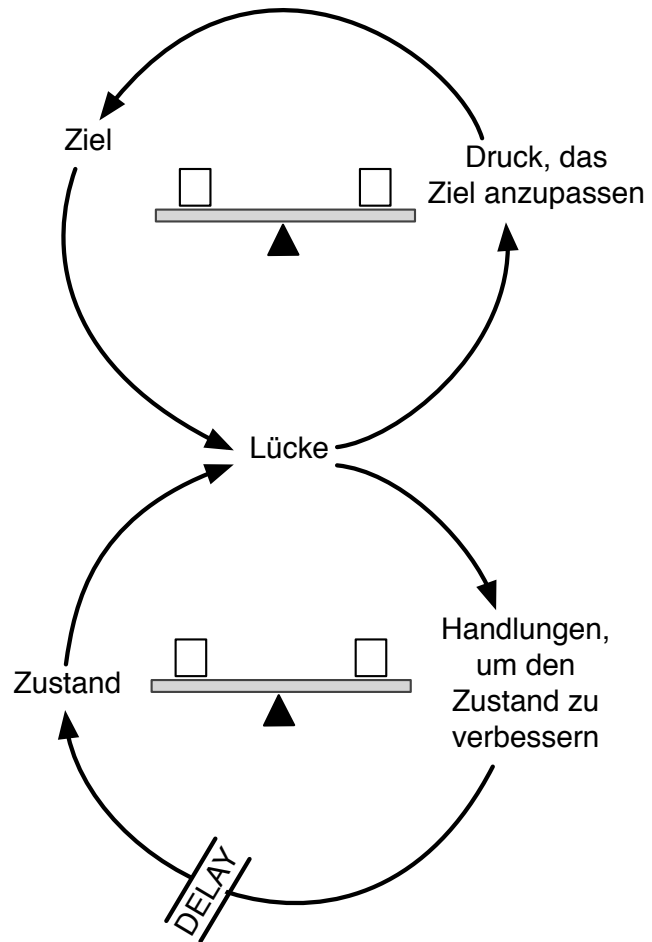 Ziel
Druck, das
Ziel anzupassen
Lücke
Handlungen,
um den
Zustand zu
verbessern
Zustand
DELAY